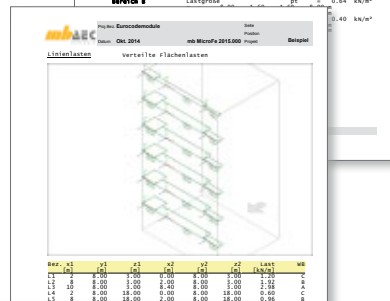 Bereich B Lastgröße pt = 0.64 kN/m²
0.40 kN/m²
mb AEC
Proj.Bez. Eurocodemodule Seite
Position
Datum Okt. 2014 mb MicroFe 2015.000 Projekt Beispiel
Linienlasten Verteilte Flächenlasten
Bez. x1 y1 z1 x2 y2 z2 Last WB
[m] [m] [m] [m] [m] [m] [kN/m]
L1 2 8.00 3.00 0.00 8.00 3.00 1.20 C
L2 8 8.00 3.00 2.00 8.00 3.00 1.92 B
L3 10 8.00 3.00 8.40 8.00 3.00 2.98 A
L4 2 8.00 18.00 0.00 8.00 18.00 0.60 C
L5 8 8.00 18.00 2.00 8.00 18.00 0.96 B